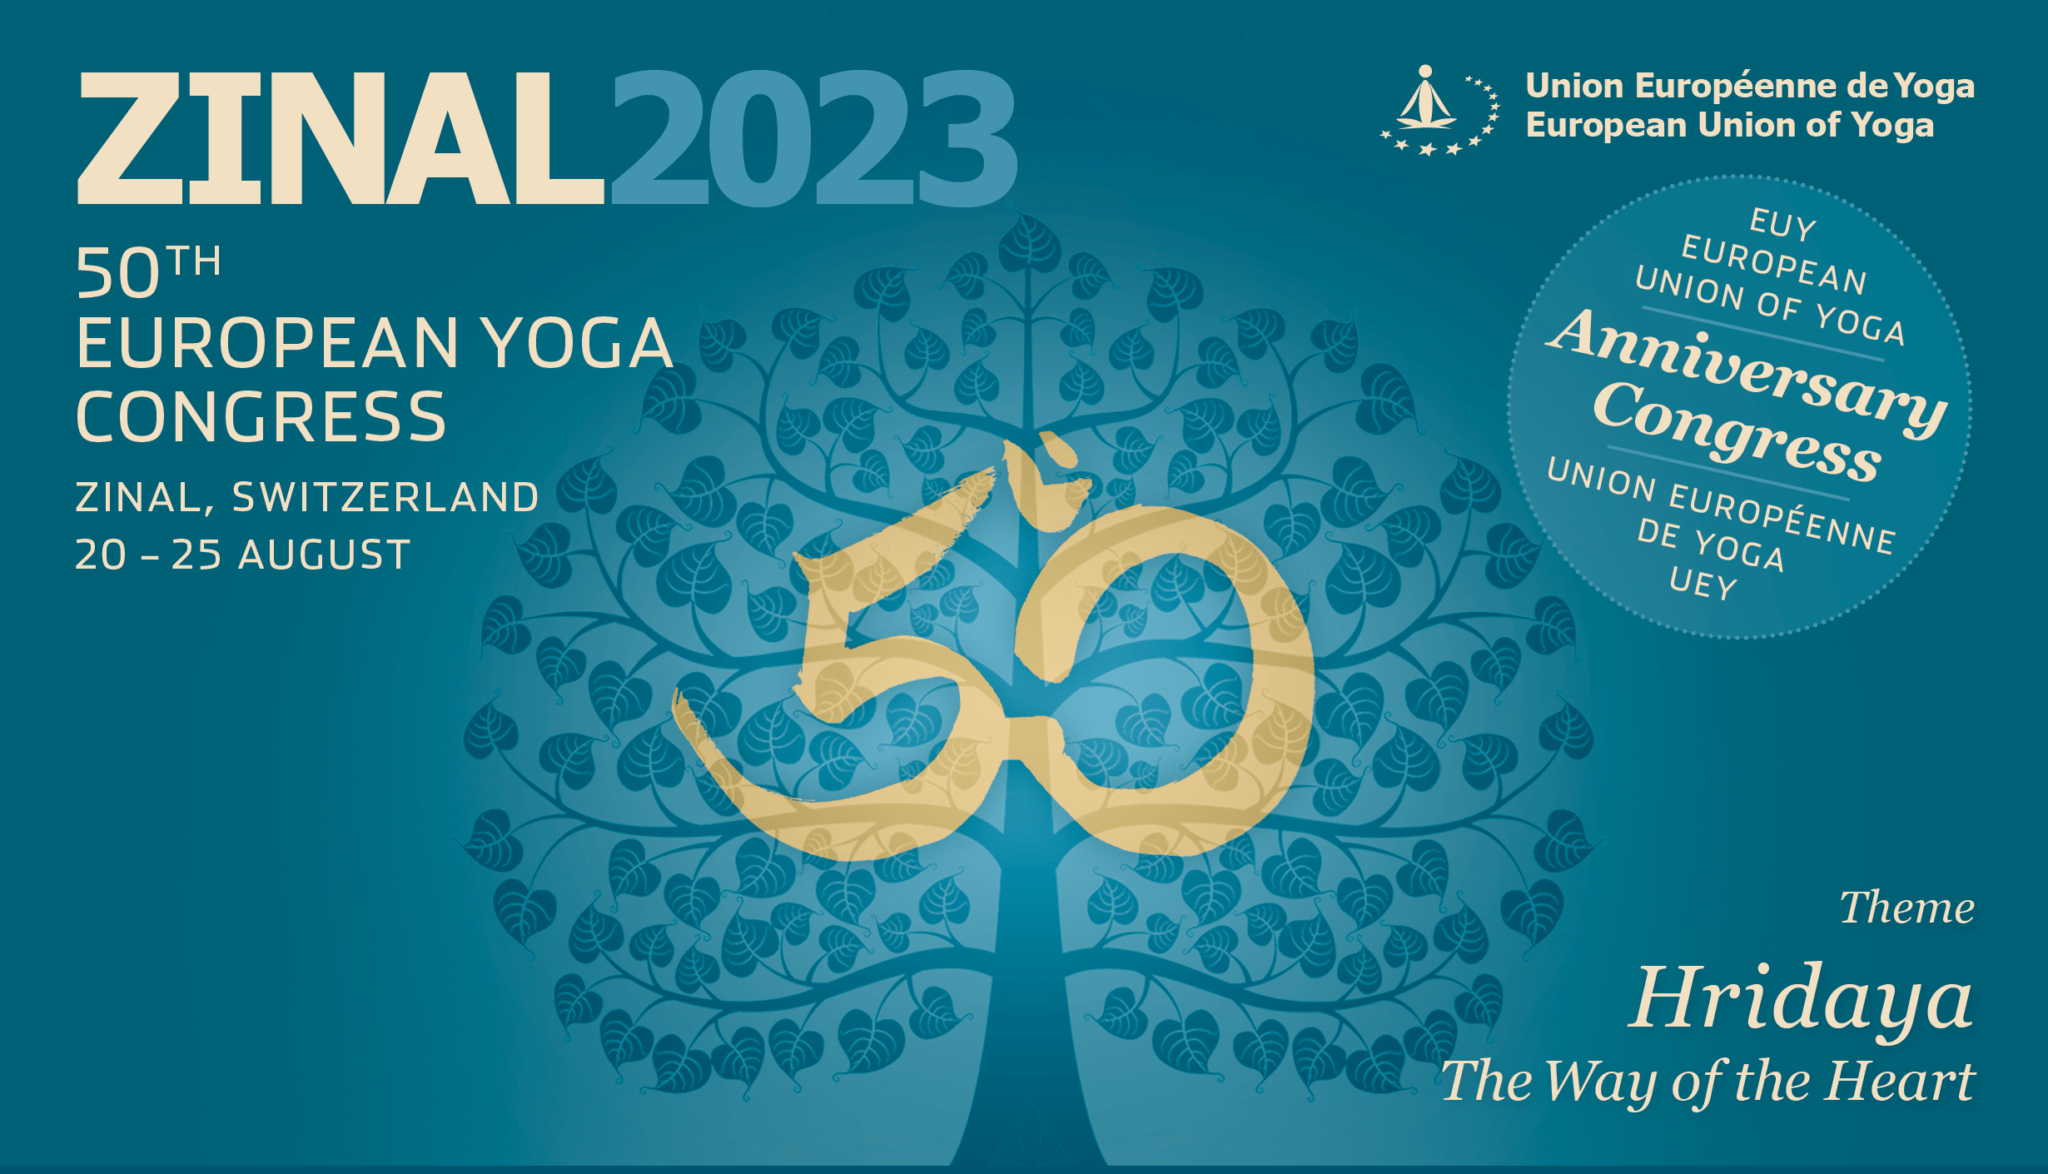 ZINAL2023
50TH
EUROPEAN YOGA
CONGRESS
ZINAL, SWITZERLAND
20 – 25 AUGUST
Union Européenne de Yoga
European Union of Yoga
EUY
EUROPEAN
UNION OF YOGA
Anniversary
Congress
UNION EUROPÉENNE
DE YOGA
UEY
50
Theme
Hridaya
The Way of the Heart